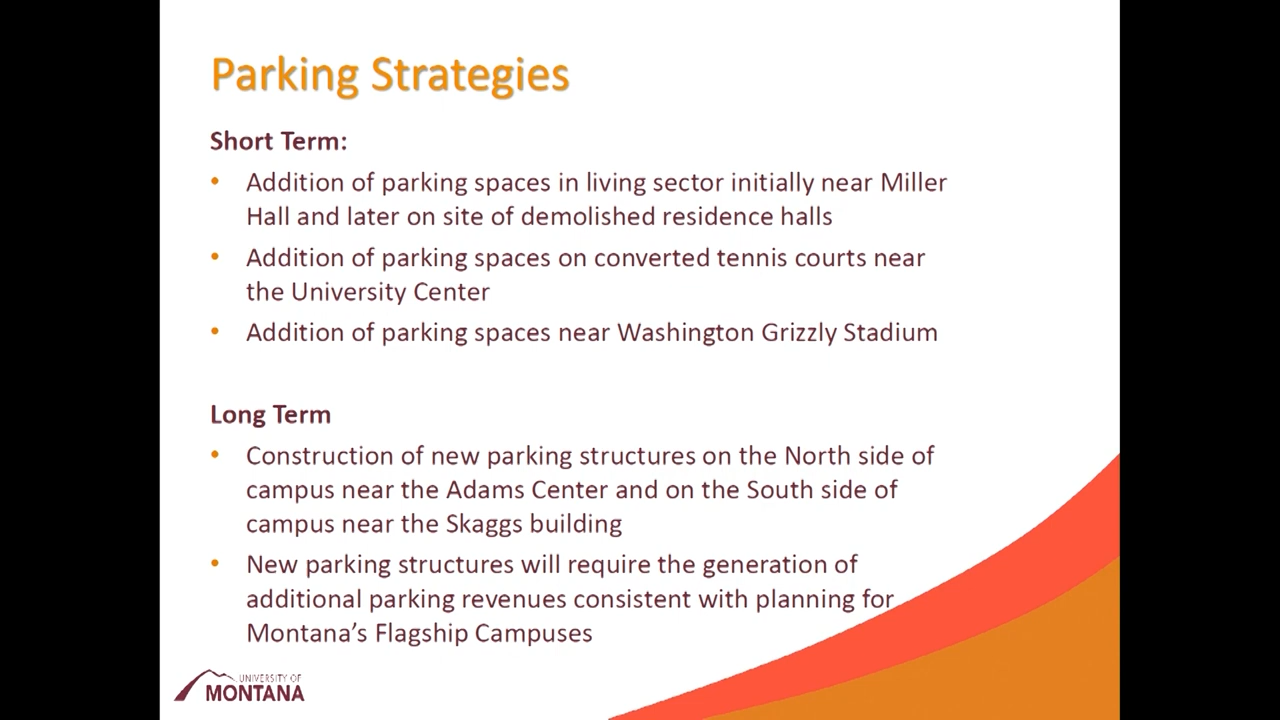 Parking Strategies
Short Term:
• Addition of parking spaces in living sector initially near Miller
Hall and later on site of demolished residence halls
• Addition of parking spaces on converted tennis courts near
the University Center
• Addition of parking spaces near Washington Grizzly Stadium
Long Term
• Construction of new parking structures on the North side of
campus near the Adams Center and on the South side of
campus near the Skaggs building
• New parking structures will require the generation of
additional parking revenues consistent with planning for
Montana’s Flagship Campuses
UNIVERSITY OF
MONTANA